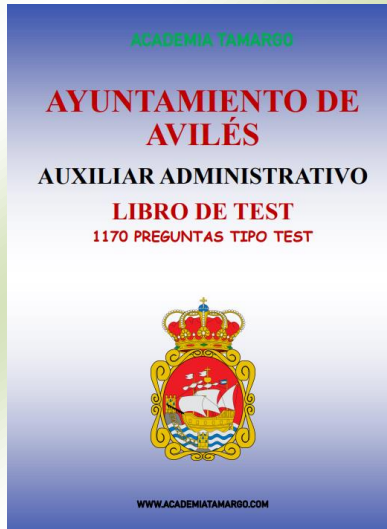 ACADEMIA TAMARGO
AYUNTAMIENTO DE
AVILÉS
AUXILIAR ADMINISTRATIVO
LIBRO DE TEST
1170 PREGUNTAS TIPO TEST
WWW.ACADEMIATAMARGO.COM